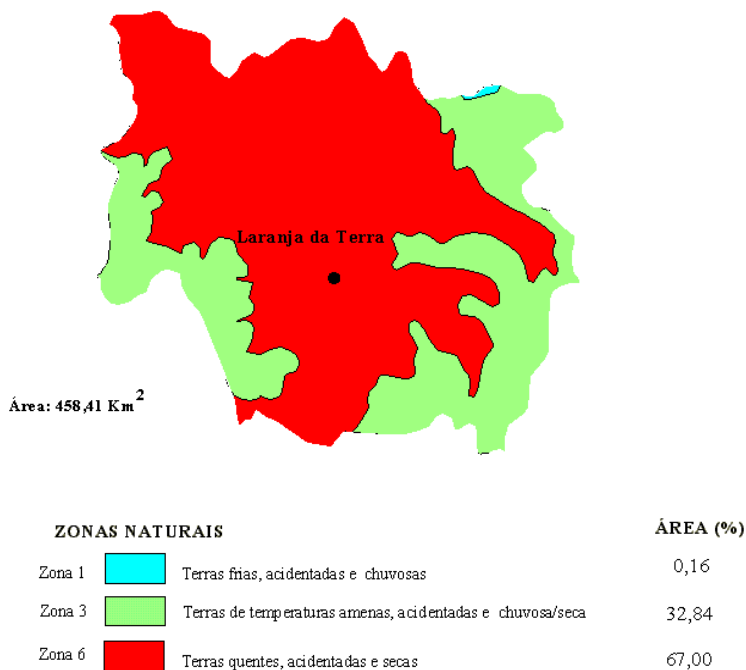 Laranja da Terra
Área: 458,41 Km²
ZONAS NATURAIS ÁREA (%)
Zona 1 Terras frias, acidentadas e chuvosas 0,16
Zona 3 Terras de temperaturas amenas, acidentadas e chuvosa/seca 32,84
Zona 6 Terras quentes, acidentadas e secas 67,00